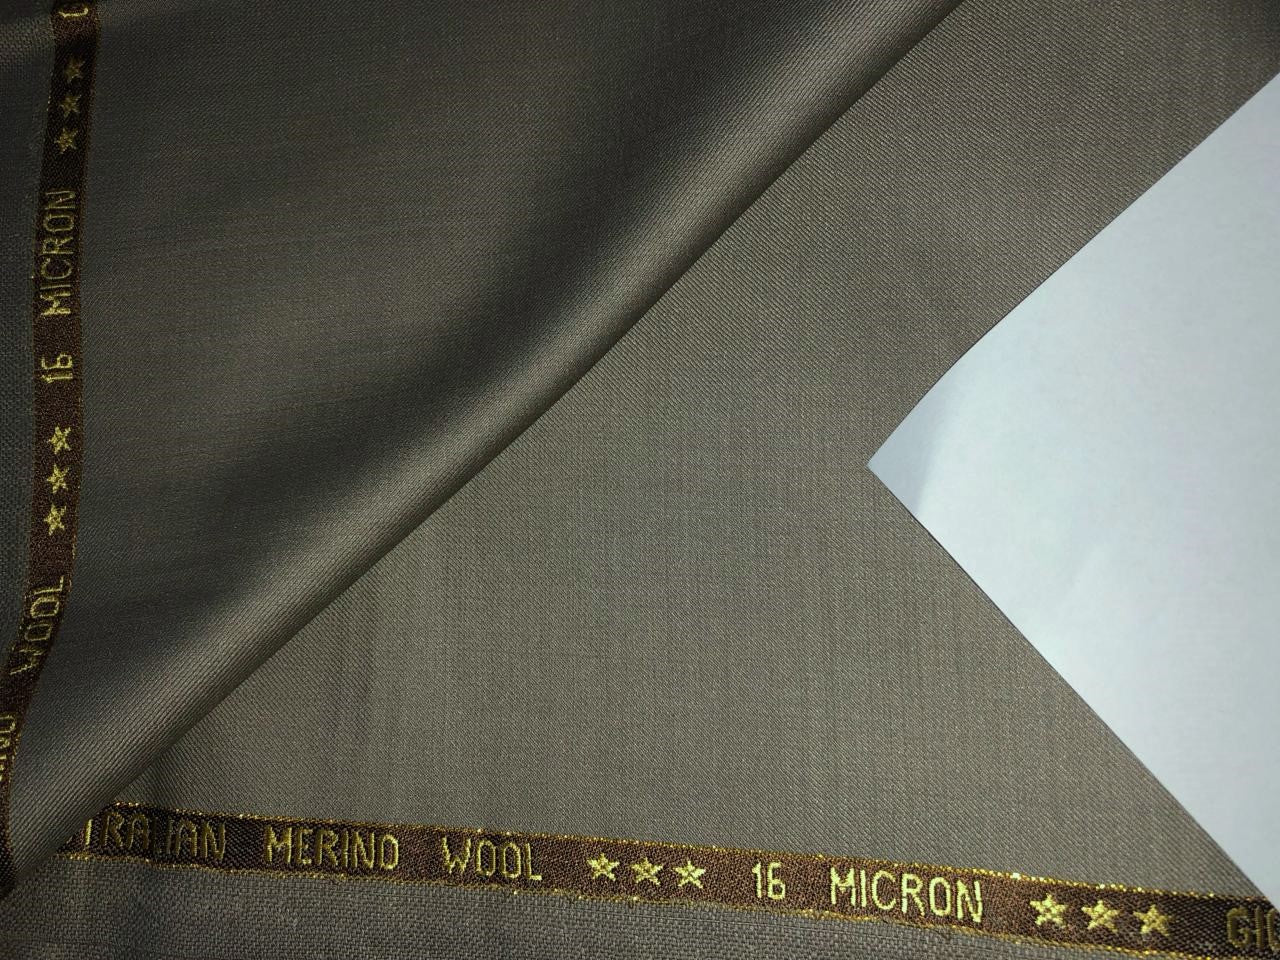 MERINO WOOL ★★★ 16 MICRON ★★★
★★★ 16 MICRON ★★★ WOOL